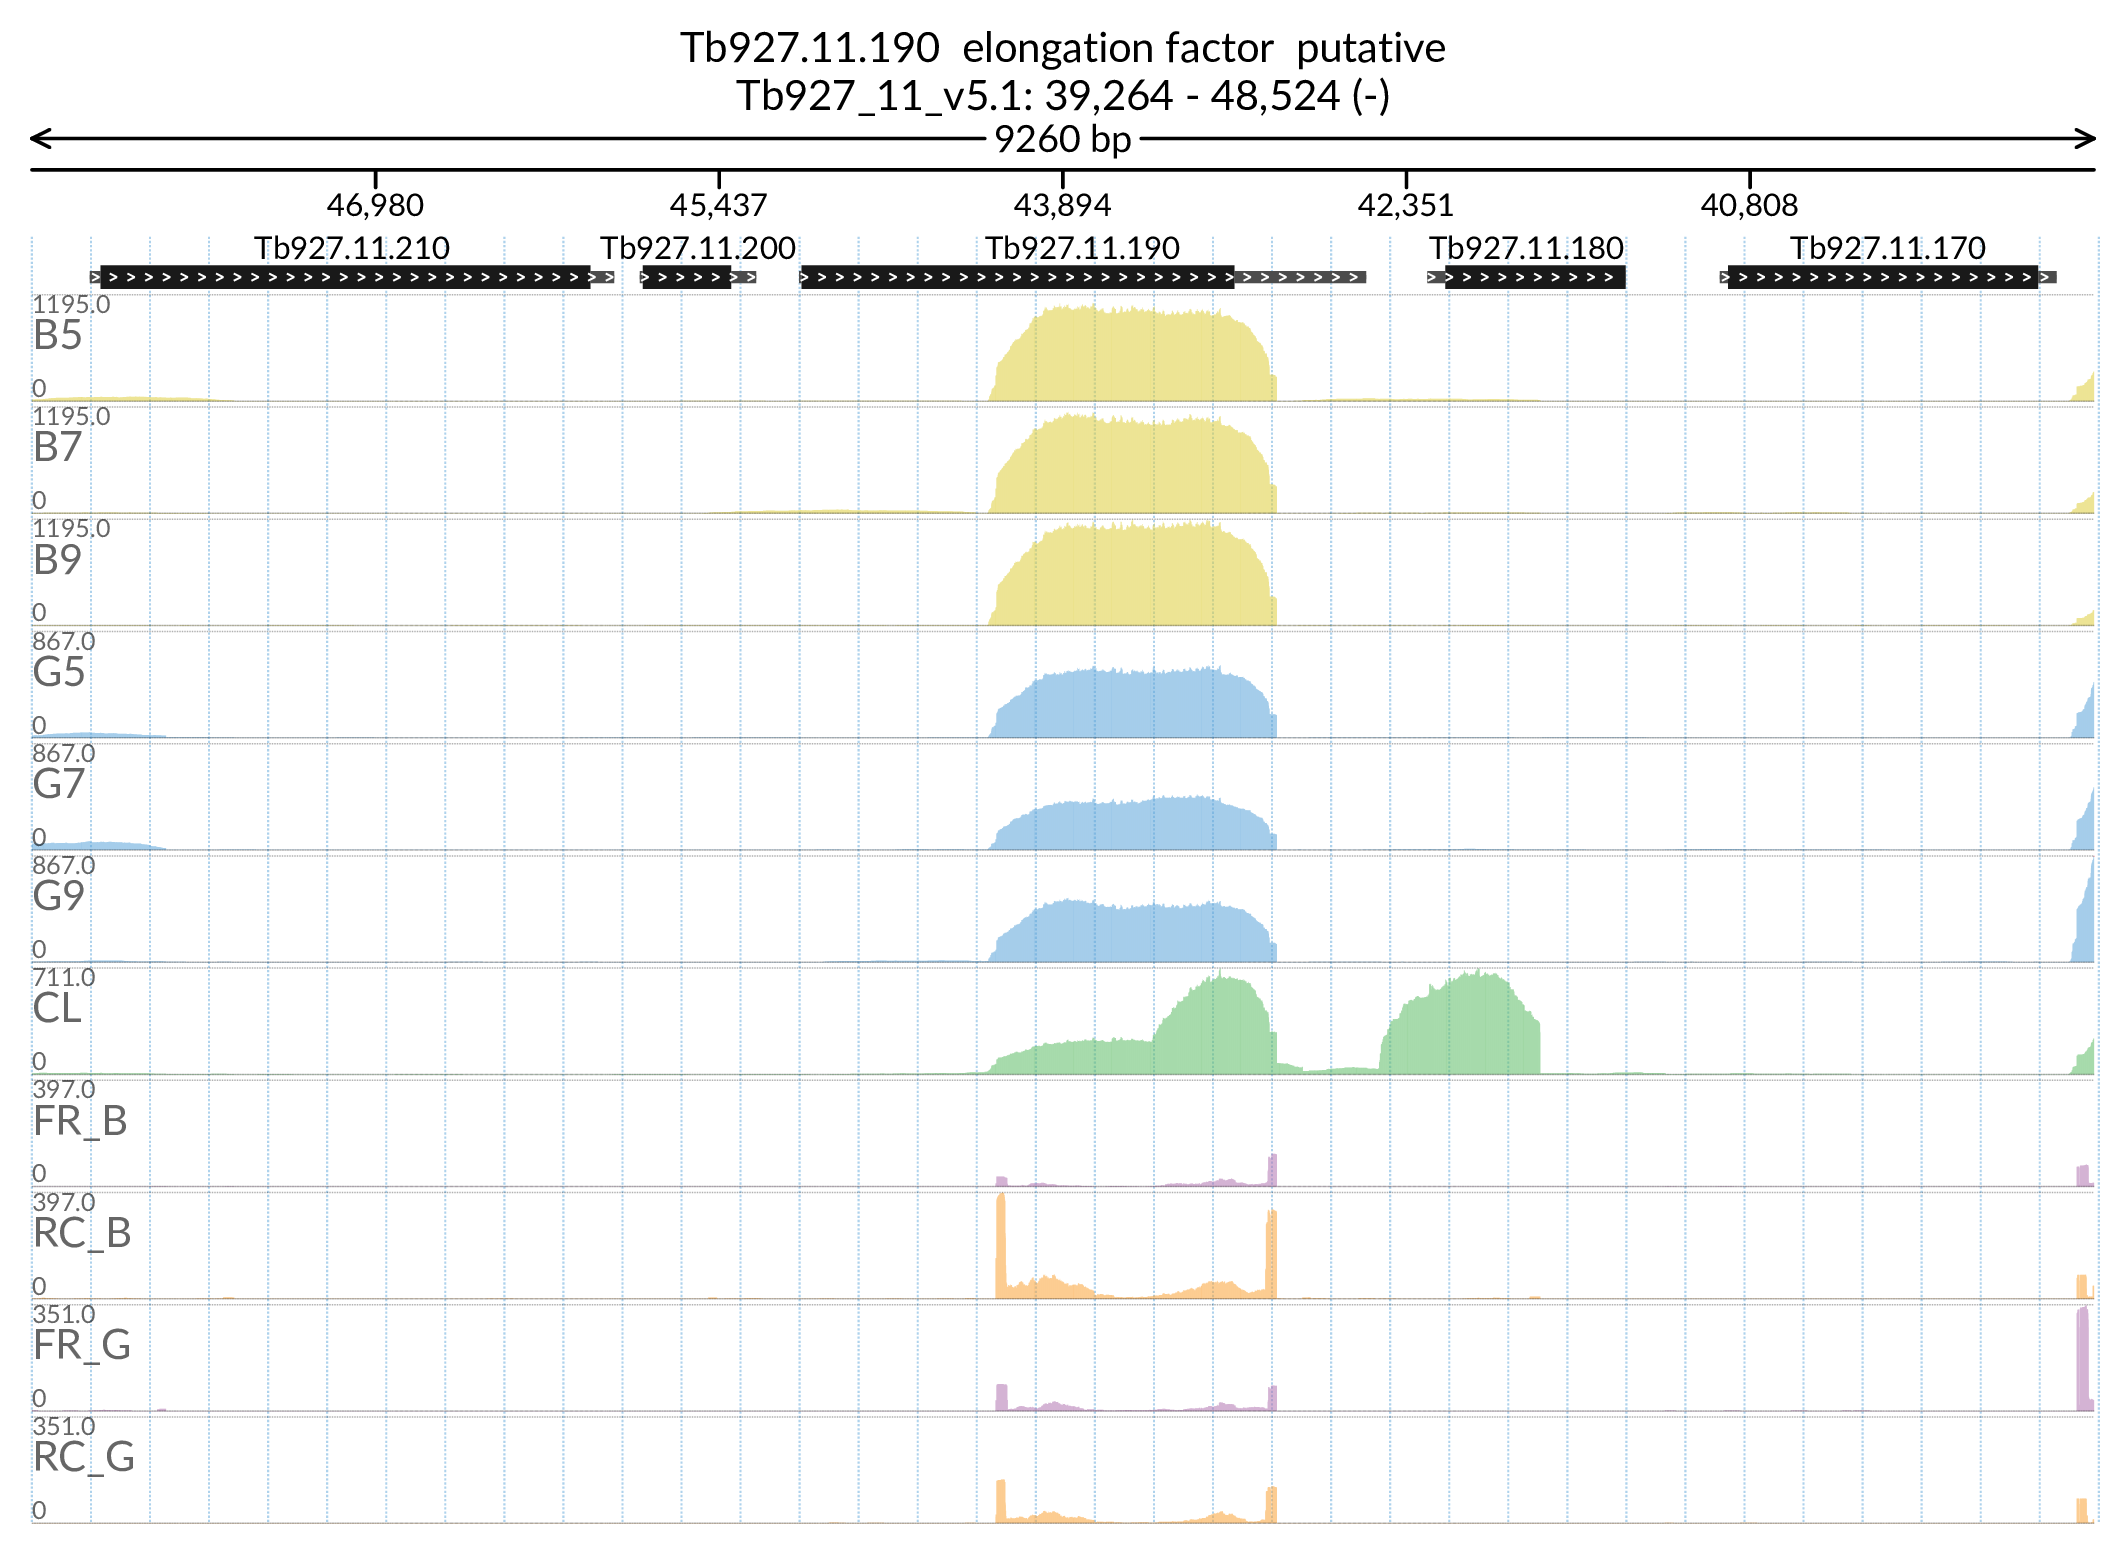 Tb927.11.190  elongation factor  putative
Tb927_11_v5.1: 39,264 - 48,524 (-)
9260 bp
46,980 45,437 43,894 42,351 40,808
Tb927.11.210 Tb927.11.200 Tb927.11.190 Tb927.11.180 Tb927.11.170
1195.0
B5
0
1195.0
B7
0
1195.0
B9
0
867.0
G5
0
867.0
G7
0
867.0
G9
0
711.0
CL
0
397.0
FR_B
0
397.0
RC_B
0
351.0
FR_G
0
351.0
RC_G
0